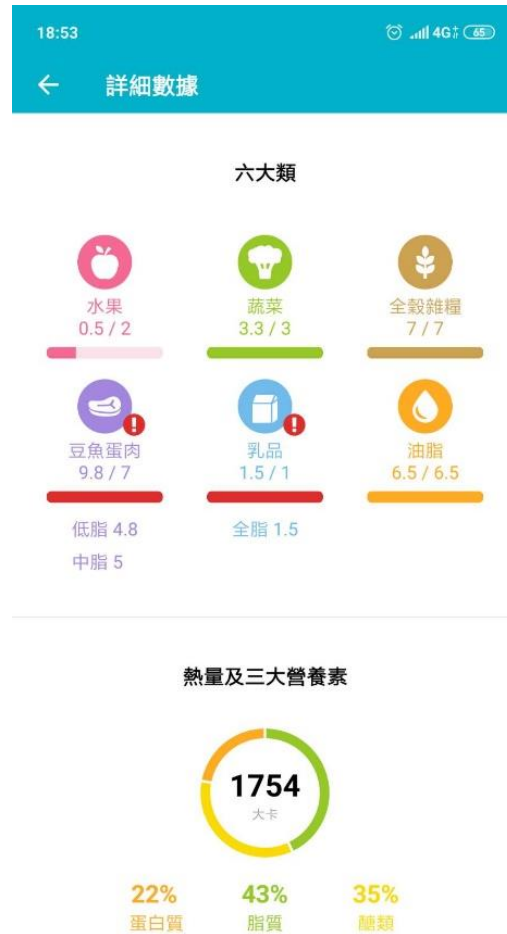 18:53
4G
65
詳細數據
六大類
水果
0.5 / 2
蔬菜
3.3 / 3
全穀雜糧
7 / 7
豆魚蛋肉
9.8 / 7
乳品
1.5 / 1
油脂
6.5 / 6.5
低脂 4.8
中脂 5
全脂 1.5
熱量及三大營養素
1754
大卡
22%
蛋白質
43%
脂質
35%
醣類